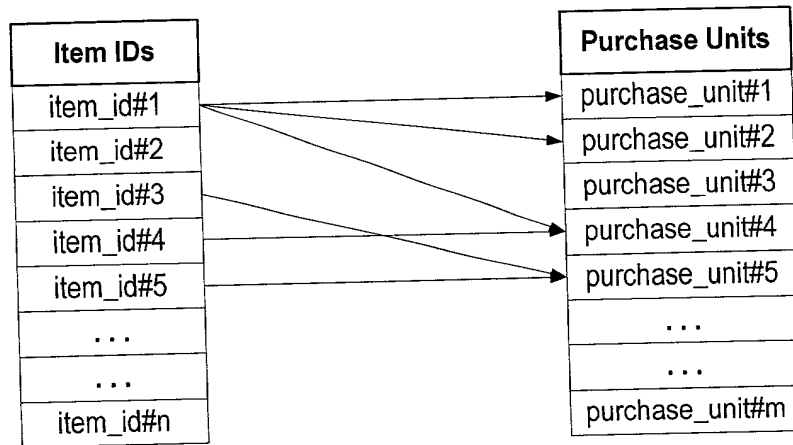 Item IDs
item_id#1
item_id#2
item_id#3
item_id#4
item_id#5
...
...
item_id#n
Purchase Units
purchase_unit#1
purchase_unit#2
purchase_unit#3
purchase_unit#4
purchase_unit#5
...
...
purchase_unit#m